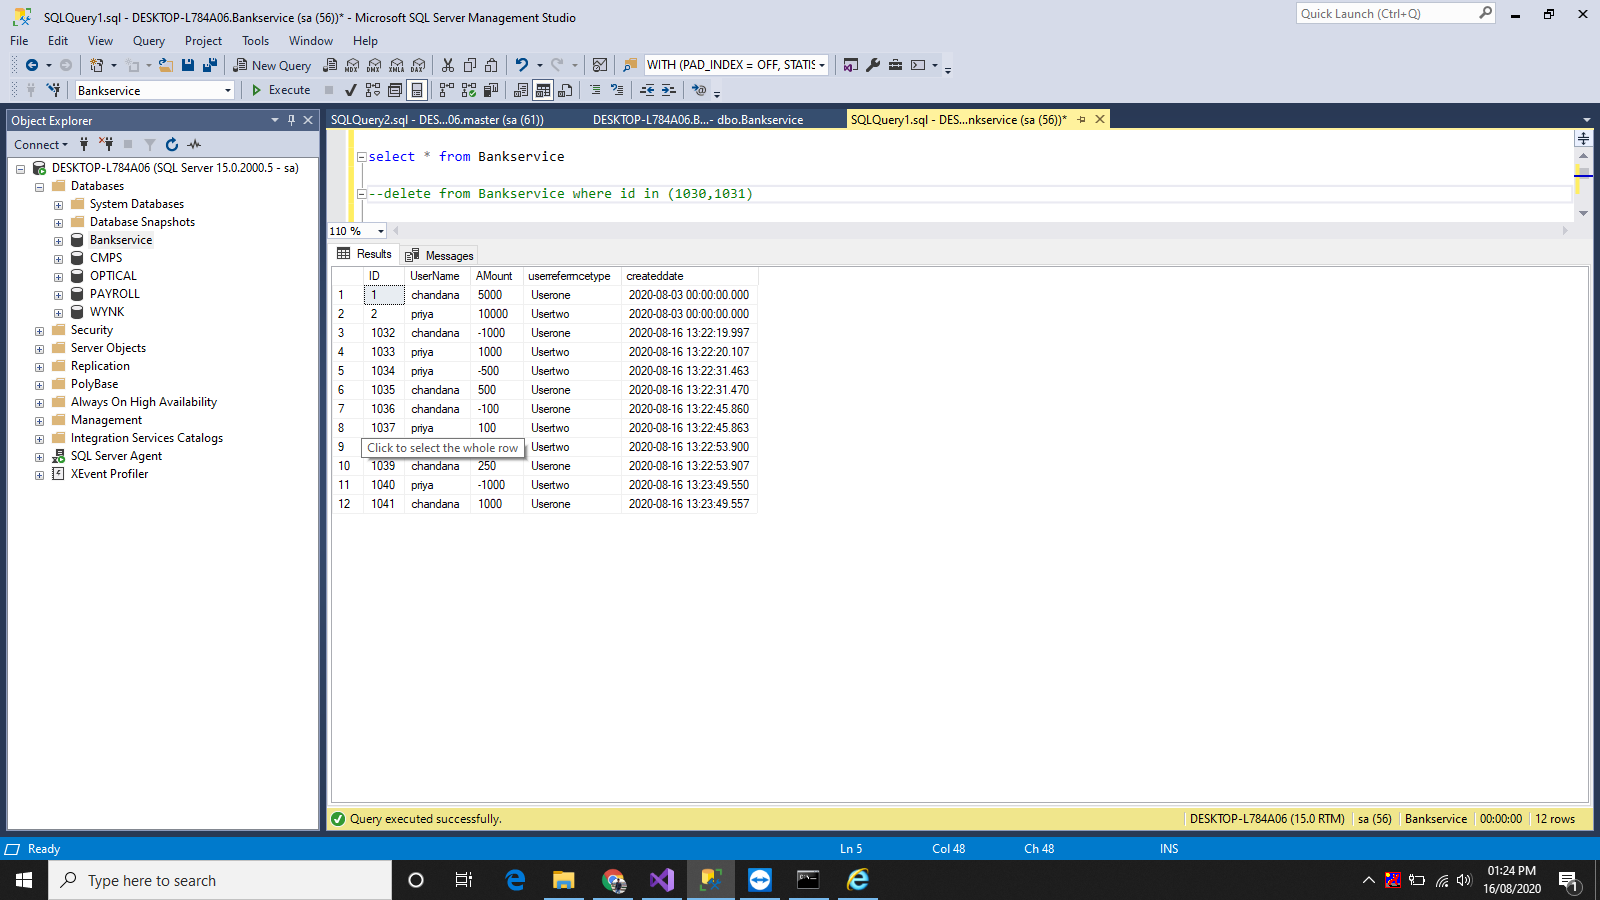 SQLQuery1.sql - DESKTOP-L784A06.Bankservice (sa (56))* - Microsoft SQL Server Management Studio
Quick Launch (Ctrl+Q)
File Edit View Query Project Tools Window Help
New Query MDX DMX XMLA DAX WITH (PAD_INDEX = OFF, STATIS
Bankservice Execute
Object Explorer
SQLQuery2.sql - DES...06.master (sa (61)) DESKTOP-L784A06.B...- dbo.Bankservice SQLQuery1.sql - DES...nkservice (sa (56))*
Connect
DESKTOP-L784A06 (SQL Server 15.0.2000.5 - sa)
Databases
System Databases
Database Snapshots
Bankservice
CMPS
OPTICAL
PAYROLL
WYNK
Security
Server Objects
Replication
PolyBase
Always On High Availability
Management
Integration Services Catalogs
SQL Server Agent
XEvent Profiler
select * from Bankservice
--delete from Bankservice where id in (1030,1031)
110 %
Results Messages
ID UserName AMount userrefermcetype createddate
1 1 chandana 5000 Userone 2020-08-03 00:00:00.000
2 2 priya 10000 Usertwo 2020-08-03 00:00:00.000
3 1032 chandana -1000 Userone 2020-08-16 13:22:19.997
4 1033 priya 1000 Usertwo 2020-08-16 13:22:20.107
5 1034 priya -500 Usertwo 2020-08-16 13:22:31.463
6 1035 chandana 500 Userone 2020-08-16 13:22:31.470
7 1036 chandana -100 Userone 2020-08-16 13:22:45.860
8 1037 priya 100 Usertwo 2020-08-16 13:22:45.863
9 Click to select the whole row Usertwo 2020-08-16 13:22:53.900
10 1039 chandana 250 Userone 2020-08-16 13:22:53.907
11 1040 priya -1000 Usertwo 2020-08-16 13:23:49.550
12 1041 chandana 1000 Userone 2020-08-16 13:23:49.557
Query executed successfully. DESKTOP-L784A06 (15.0 RTM) sa (56) Bankservice 00:00:00 12 rows
Ready Ln 5 Col 48 Ch 48 INS
Type here to search
01:24 PM
16/08/2020
1